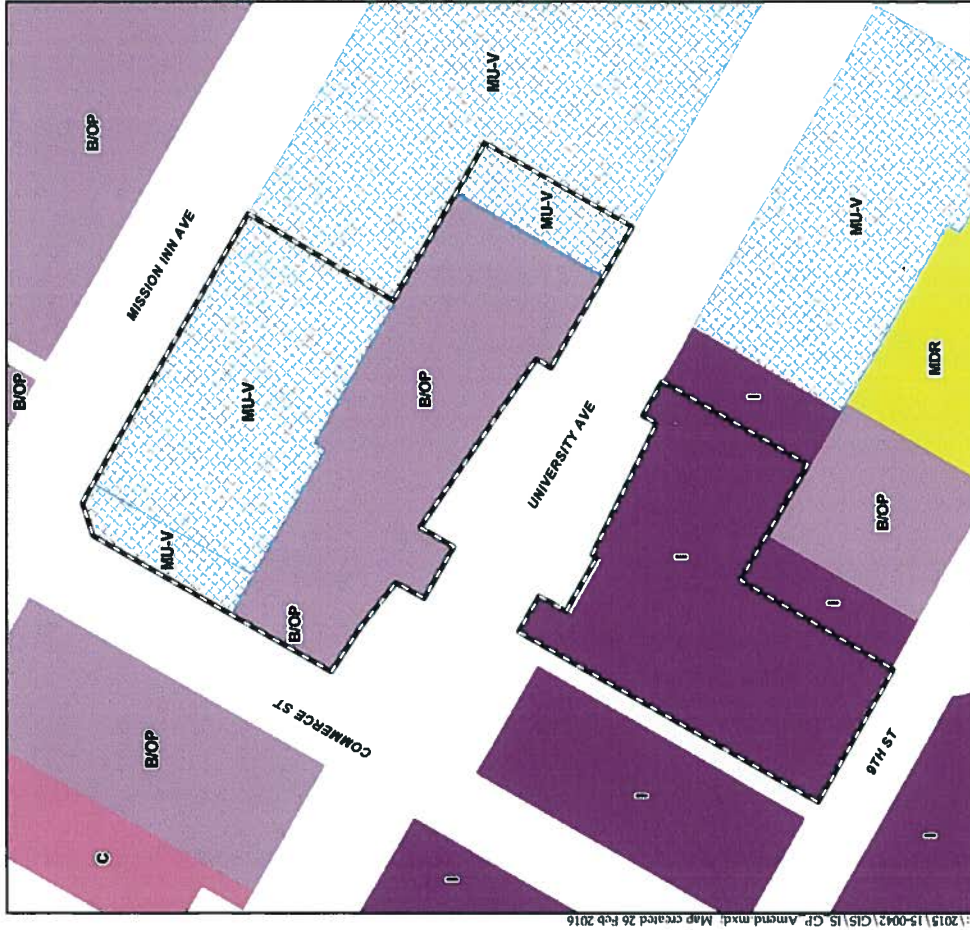 B/OP
MU-V
MISSION INN AVE
B/OP
MU-V
MU-V
MU-V
B/OP
MDR
I
UNIVERSITY AVE
MU-V
B/OP
I
B/OP
I
COMMERCE ST
B/OP
I
9TH ST
C
I
I
2015\15-0042\GIS\IS_GP_Amend.mxd; Map created 26 Feb 2016